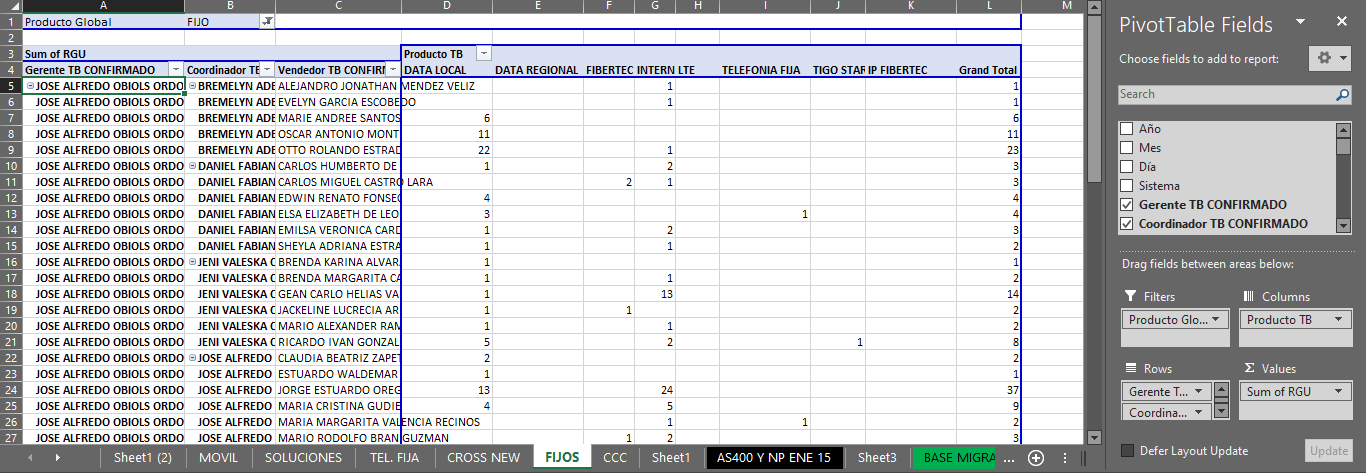 A B C D E F G H I J K L M
1 Producto Global FIJO
2
3 Sum of RGU Producto TB
4 Gerente TB CONFIRMADO Coordinador TE Vendedor TB CONFIRM DATA LOCAL DATA REGIONAL FIBERTEC INTERN LTE TELEFONIA FIJA TIGO STAR IP FIBERTEC Grand Total
5 JOSE ALFREDO OBIOLS ORDO BREMELYN ADE ALEJANDRO JONATHAN MENDEZ VELIZ 1 1
6 JOSE ALFREDO OBIOLS ORDO BREMELYN ADE EVELYN GARCIA ESCOBEDO 1 1
7 JOSE ALFREDO OBIOLS ORDO BREMELYN ADE MARIE ANDREE SANTOS 6 6
8 JOSE ALFREDO OBIOLS ORDO BREMELYN ADE OSCAR ANTONIO MONT 11 11
9 JOSE ALFREDO OBIOLS ORDO BREMELYN ADE OTTO ROLANDO ESTRAD 22 1 23
10 JOSE ALFREDO OBIOLS ORDO DANIEL FABIAN CARLOS HUMBERTO DE 1 2 3
11 JOSE ALFREDO OBIOLS ORDO DANIEL FABIAN CARLOS MIGUEL CASTRO LARA 2 1 3
12 JOSE ALFREDO OBIOLS ORDO DANIEL FABIAN EDWIN RENATO FONSEC 4 4
13 JOSE ALFREDO OBIOLS ORDO DANIEL FABIAN ELSA ELIZABETH DE LEO 3 1 4
14 JOSE ALFREDO OBIOLS ORDO DANIEL FABIAN EMILSA VERONICA CARD 1 2 3
15 JOSE ALFREDO OBIOLS ORDO DANIEL FABIAN SHEYLA ADRIANA ESTRA 1 1 2
16 JOSE ALFREDO OBIOLS ORDO JENI VALESKA C BRENDA KARINA ALVAR 1 1
17 JOSE ALFREDO OBIOLS ORDO JENI VALESKA C BRENDA MARGARITA CA 1 1 2
18 JOSE ALFREDO OBIOLS ORDO JENI VALESKA C GEAN CARLO HELIAS VA 1 13 14
19 JOSE ALFREDO OBIOLS ORDO JENI VALESKA C JACKELINE LUCRECIA AR 1 1 2
20 JOSE ALFREDO OBIOLS ORDO JENI VALESKA C MARIO ALEXANDER RAM 1 1 2
21 JOSE ALFREDO OBIOLS ORDO JENI VALESKA C RICARDO IVAN GONZAL 5 2 1 8
22 JOSE ALFREDO OBIOLS ORDO JOSE ALFREDO CLAUDIA BEATRIZ ZAPET 2 2
23 JOSE ALFREDO OBIOLS ORDO JOSE ALFREDO ESTUARDO WALDEMAR 1 1
24 JOSE ALFREDO OBIOLS ORDO JOSE ALFREDO JORGE ESTUARDO OREG 13 24 37
25 JOSE ALFREDO OBIOLS ORDO JOSE ALFREDO MARIA CRISTINA GUDIE 4 5 9
26 JOSE ALFREDO OBIOLS ORDO JOSE ALFREDO MARIA MARGARITA VALENCIA RECINOS 1 1 2
27 JOSE ALFREDO OBIOLS ORDO JOSE ALFREDO MARIO RODOLFO BRAN GUZMAN 1 2 3
... Sheet1 (2) MOVIL SOLUCIONES TEL. FIJA CROSS NEW FIJOS CCC Sheet1 AS400 Y NP ENE 15 Sheet3 BASE MIGRA ...
PivotTable Fields
Choose fields to add to report:
Search
Año
Mes
Día
Sistema
Gerente TB CONFIRMADO
Coordinador TB CONFIRMADO
Drag fields between areas below:
Filters
Producto Glo...
Columns
Producto TB
Rows
Gerente T...
Coordina...
Σ Values
Sum of RGU
Defer Layout Update
Update